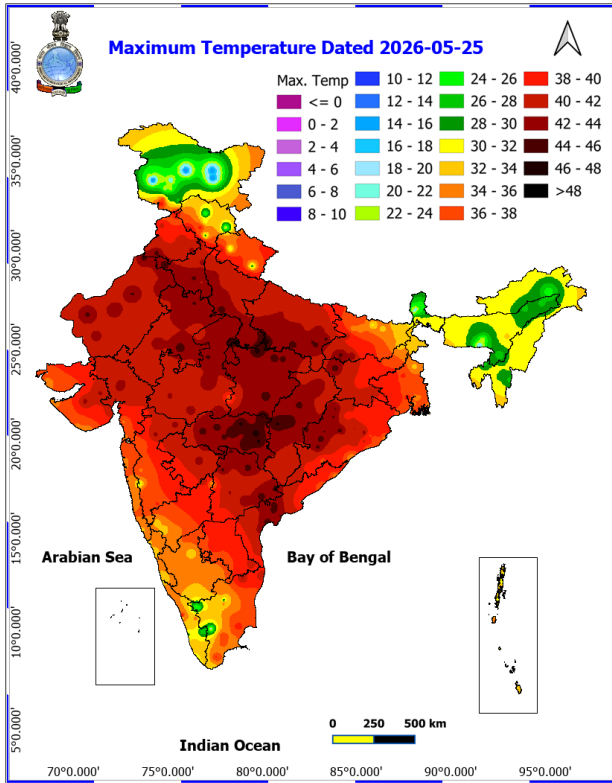 Maximum Temperature Dated 2026-05-25
Max. Temp
<= 0
0 - 2
2 - 4
4 - 6
6 - 8
8 - 10
10 - 12
12 - 14
14 - 16
16 - 18
18 - 20
20 - 22
22 - 24
24 - 26
26 - 28
28 - 30
30 - 32
32 - 34
34 - 36
36 - 38
38 - 40
40 - 42
42 - 44
44 - 46
46 - 48
>48
40°0.000'
35°0.000'
30°0.000'
25°0.000'
20°0.000'
15°0.000'
10°0.000'
5°0.000'
Arabian Sea
Bay of Bengal
0 250 500 km
Indian Ocean
70°0.000' 75°0.000' 80°0.000' 85°0.000' 90°0.000' 95°0.000'